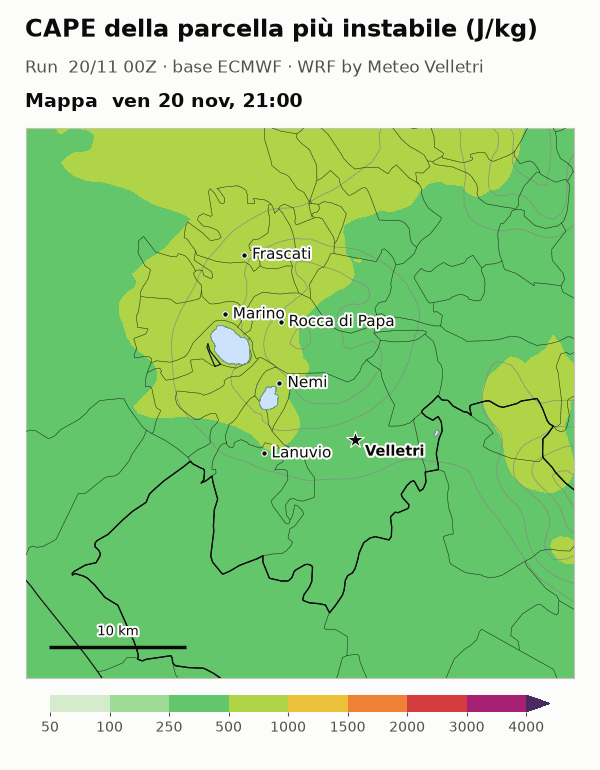 CAPE della parcella più instabile (J/kg)
Run  20/11 00Z · base ECMWF · WRF by Meteo Velletri
Mappa  ven 20 nov, 21:00
Frascati
Marino
Rocca di Papa
Nemi
Velletri
Lanuvio
10 km
50 100 250 500 1000 1500 2000 3000 4000